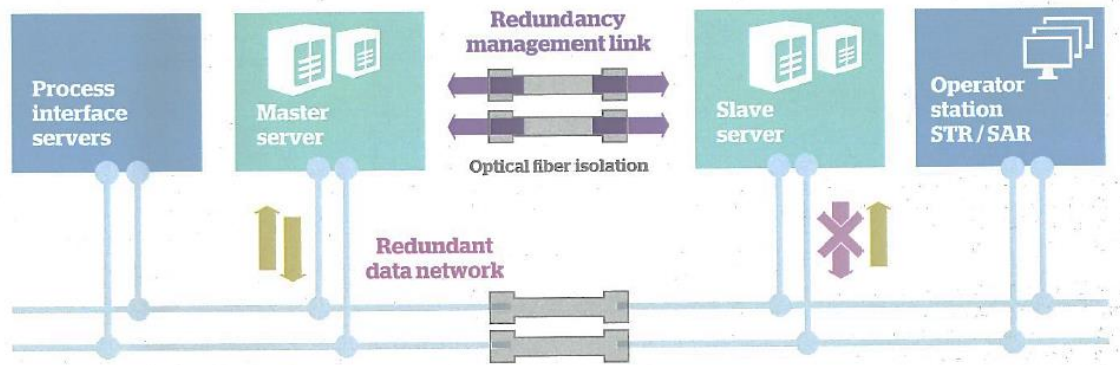 Process
interface
servers
Master
server
Redundancy
management link
Optical fiber isolation
Slave
server
Operator
station
STR / SAR
Redundant
data network